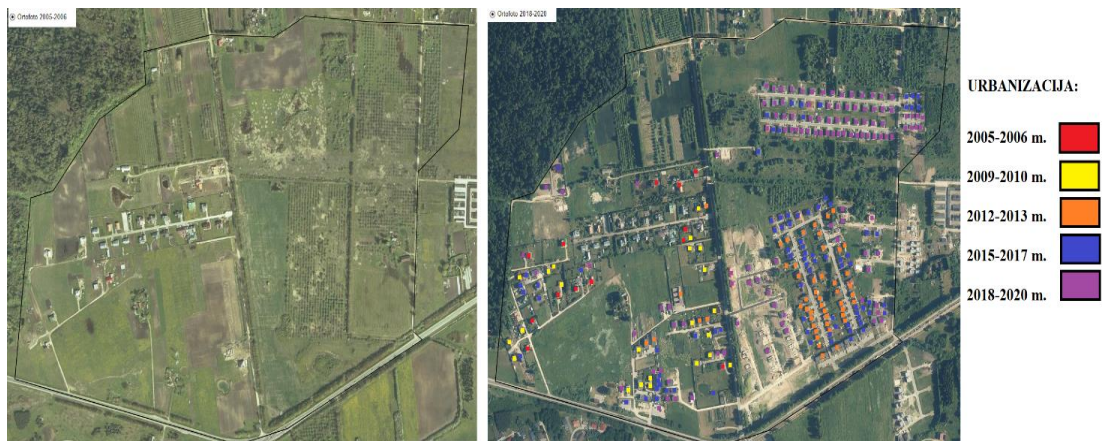 Ortofoto 2005-2006
Ortofoto 2018-2020
URBANIZACIJA:
2005-2006 m.
2009-2010 m.
2012-2013 m.
2015-2017 m.
2018-2020 m.